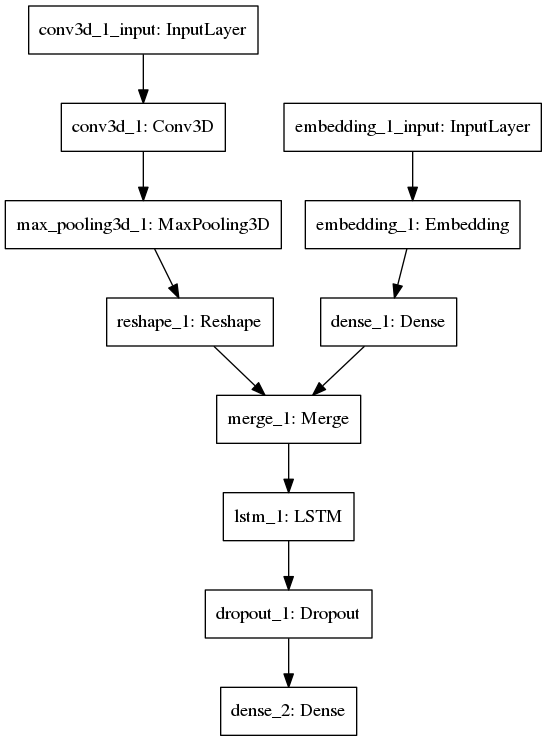 conv3d_1_input: InputLayer
conv3d_1: Conv3D
embedding_1_input: InputLayer
max_pooling3d_1: MaxPooling3D
embedding_1: Embedding
reshape_1: Reshape
dense_1: Dense
merge_1: Merge
lstm_1: LSTM
dropout_1: Dropout
dense_2: Dense